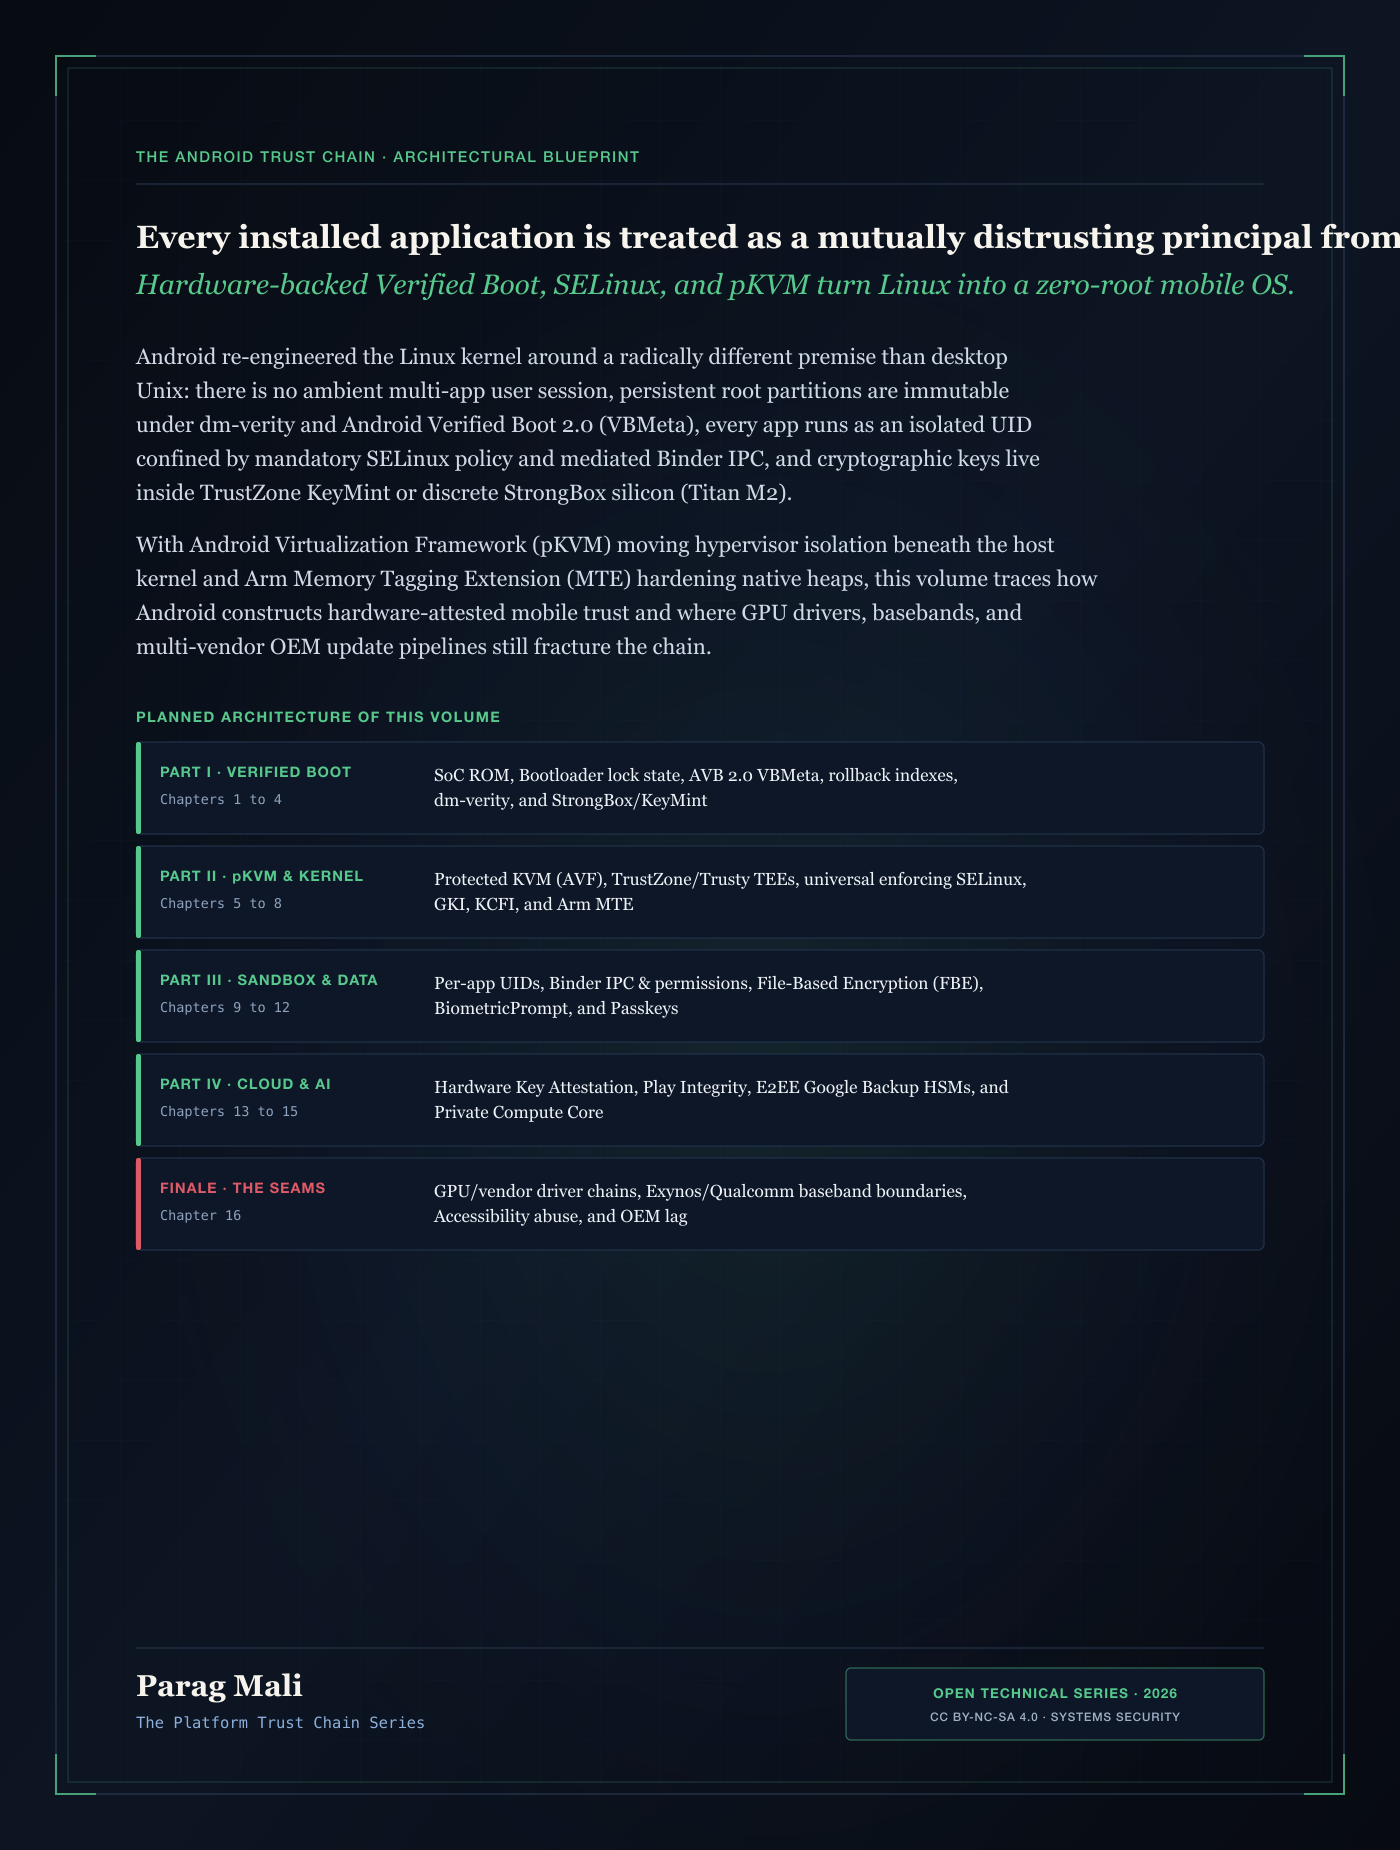 THE ANDROID TRUST CHAIN · ARCHITECTURAL BLUEPRINT
Every installed application is treated as a mutually distrusting principal from
Hardware-backed Verified Boot, SELinux, and pKVM turn Linux into a zero-root mobile OS.
Android re-engineered the Linux kernel around a radically different premise than desktop
Unix: there is no ambient multi-app user session, persistent root partitions are immutable
under dm-verity and Android Verified Boot 2.0 (VBMeta), every app runs as an isolated UID
confined by mandatory SELinux policy and mediated Binder IPC, and cryptographic keys live
inside TrustZone KeyMint or discrete StrongBox silicon (Titan M2).
With Android Virtualization Framework (pKVM) moving hypervisor isolation beneath the host
kernel and Arm Memory Tagging Extension (MTE) hardening native heaps, this volume traces how
Android constructs hardware-attested mobile trust and where GPU drivers, basebands, and
multi-vendor OEM update pipelines still fracture the chain.
PLANNED ARCHITECTURE OF THIS VOLUME
PART I · VERIFIED BOOT
Chapters 1 to 4
SoC ROM, Bootloader lock state, AVB 2.0 VBMeta, rollback indexes,
dm-verity, and StrongBox/KeyMint
PART II · pKVM & KERNEL
Chapters 5 to 8
Protected KVM (AVF), TrustZone/Trusty TEEs, universal enforcing SELinux,
GKI, KCFI, and Arm MTE
PART III · SANDBOX & DATA
Chapters 9 to 12
Per-app UIDs, Binder IPC & permissions, File-Based Encryption (FBE),
BiometricPrompt, and Passkeys
PART IV · CLOUD & AI
Chapters 13 to 15
Hardware Key Attestation, Play Integrity, E2EE Google Backup HSMs, and
Private Compute Core
FINALE · THE SEAMS
Chapter 16
GPU/vendor driver chains, Exynos/Qualcomm baseband boundaries,
Accessibility abuse, and OEM lag
Parag Mali
The Platform Trust Chain Series
OPEN TECHNICAL SERIES · 2026
CC BY-NC-SA 4.0 · SYSTEMS SECURITY